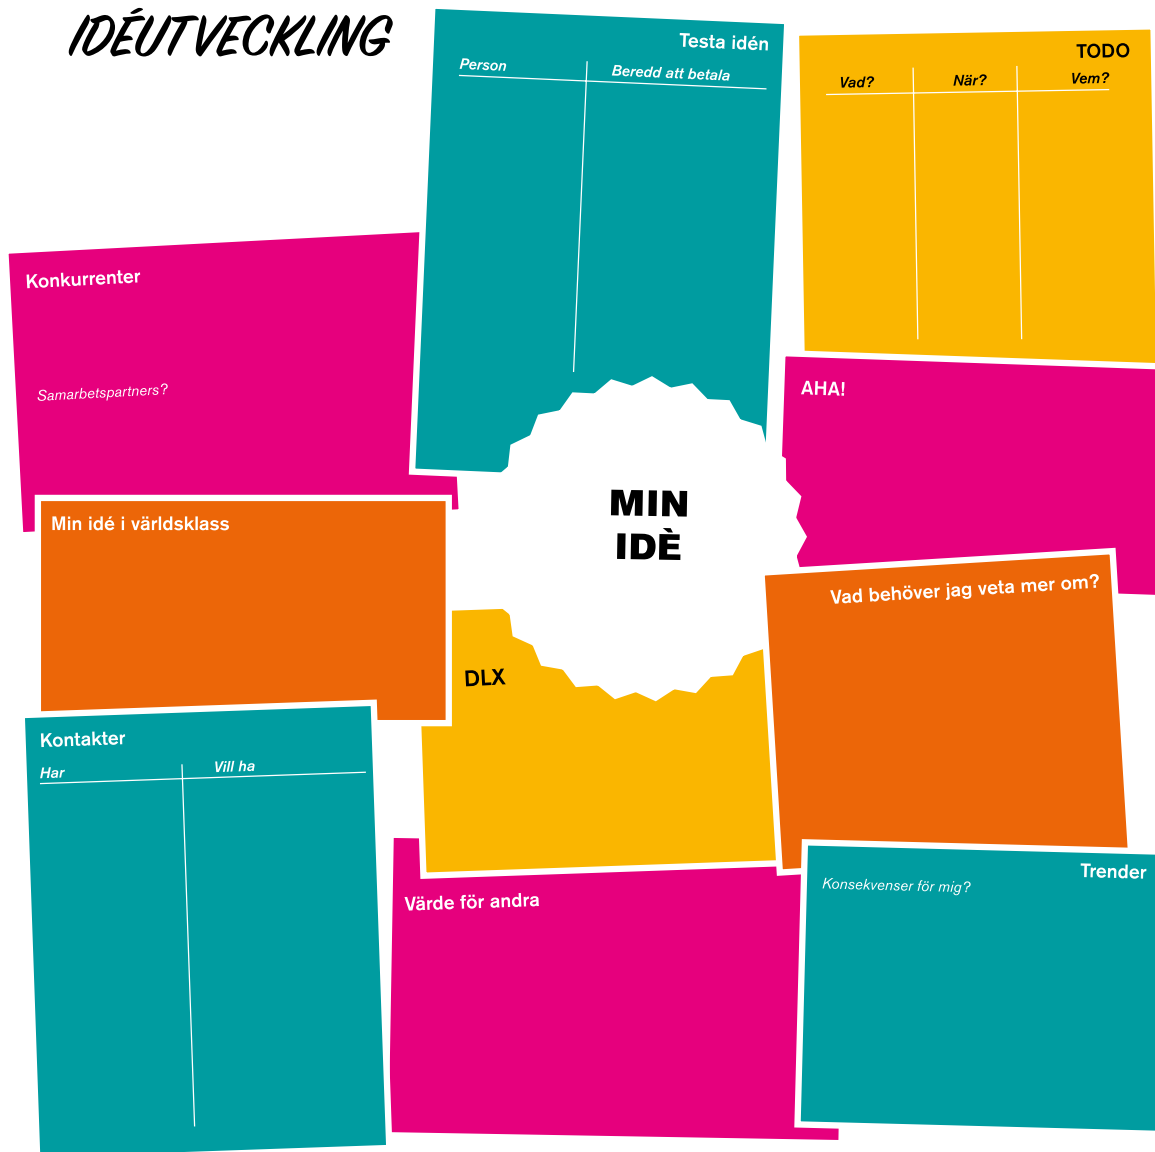 IDÉUTVECKLING
Testa idén
Person
Beredd att betala
TODO
Vad?
När?
Vem?
Konkurrenter
Samarbetspartners?
AHA!
MIN
IDÈ
Min idé i världsklass
Vad behöver jag veta mer om?
DLX
Kontakter
Har
Vill ha
Värde för andra
Trender
Konsekvenser för mig?